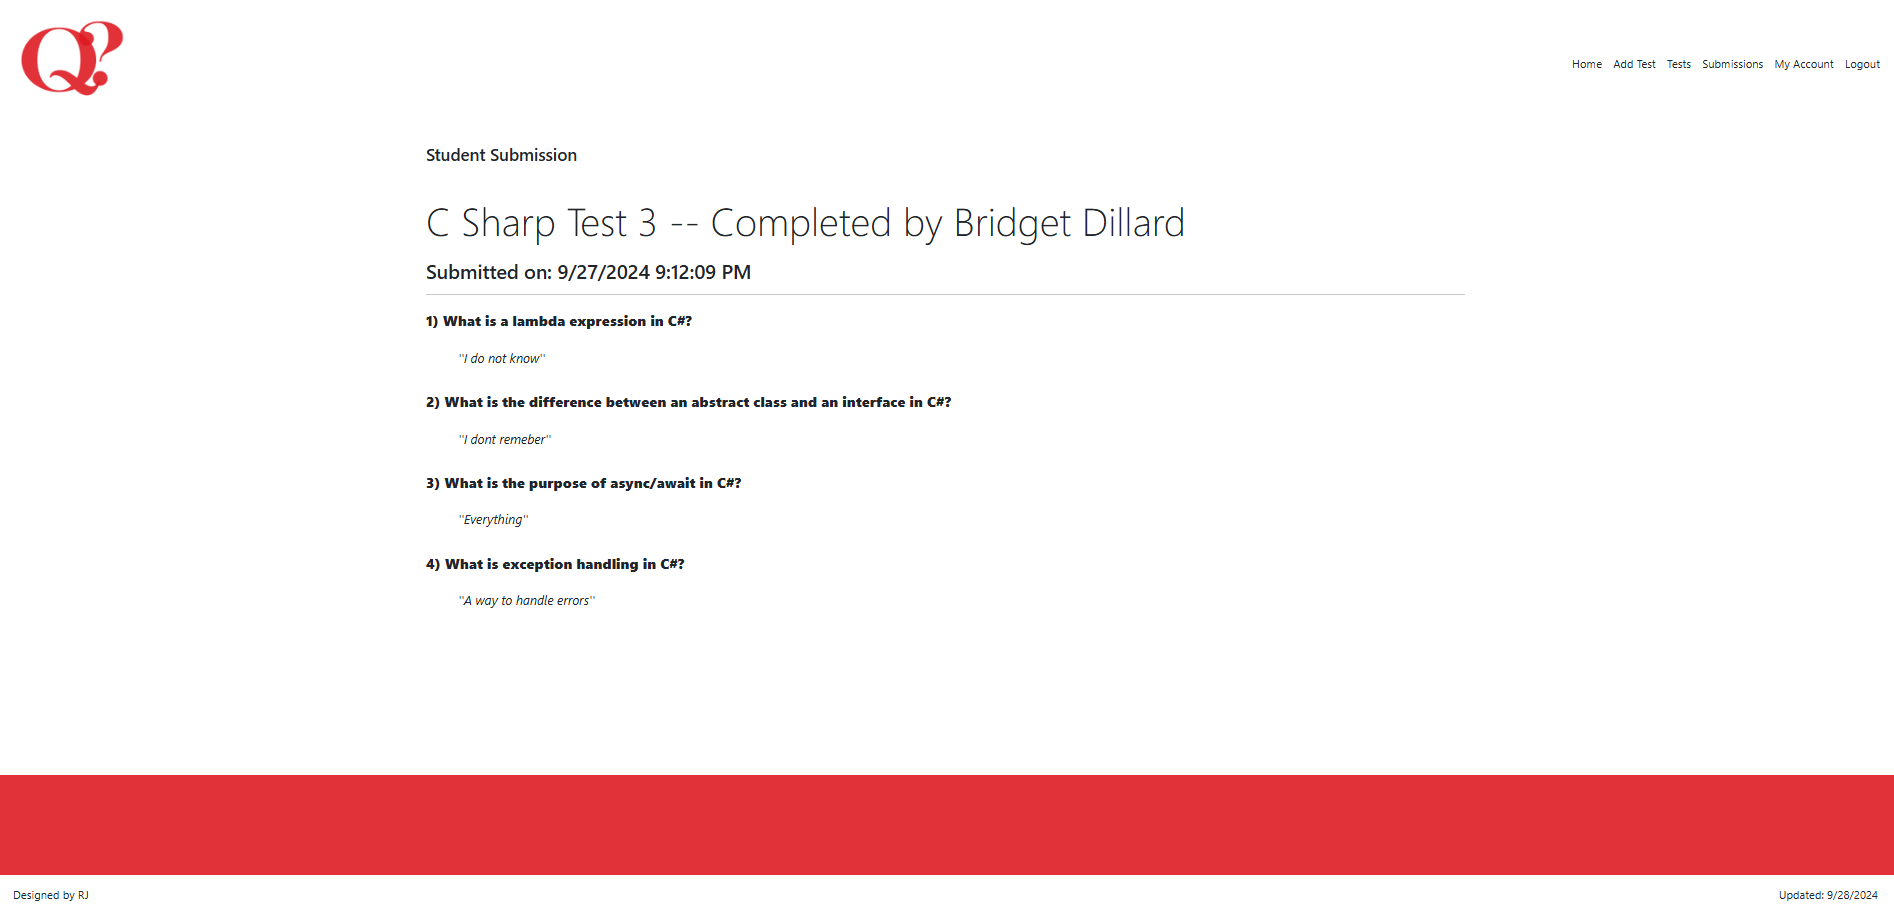 Q?
Home Add Test Tests Submissions My Account Logout
Student Submission
C Sharp Test 3 -- Completed by Bridget Dillard
Submitted on: 9/27/2024 9:12:09 PM
1) What is a lambda expression in C#?
"I do not know"
2) What is the difference between an abstract class and an interface in C#?
"I dont remeber"
3) What is the purpose of async/await in C#?
"Everything"
4) What is exception handling in C#?
"A way to handle errors"
Designed by RJ
Updated: 9/28/2024